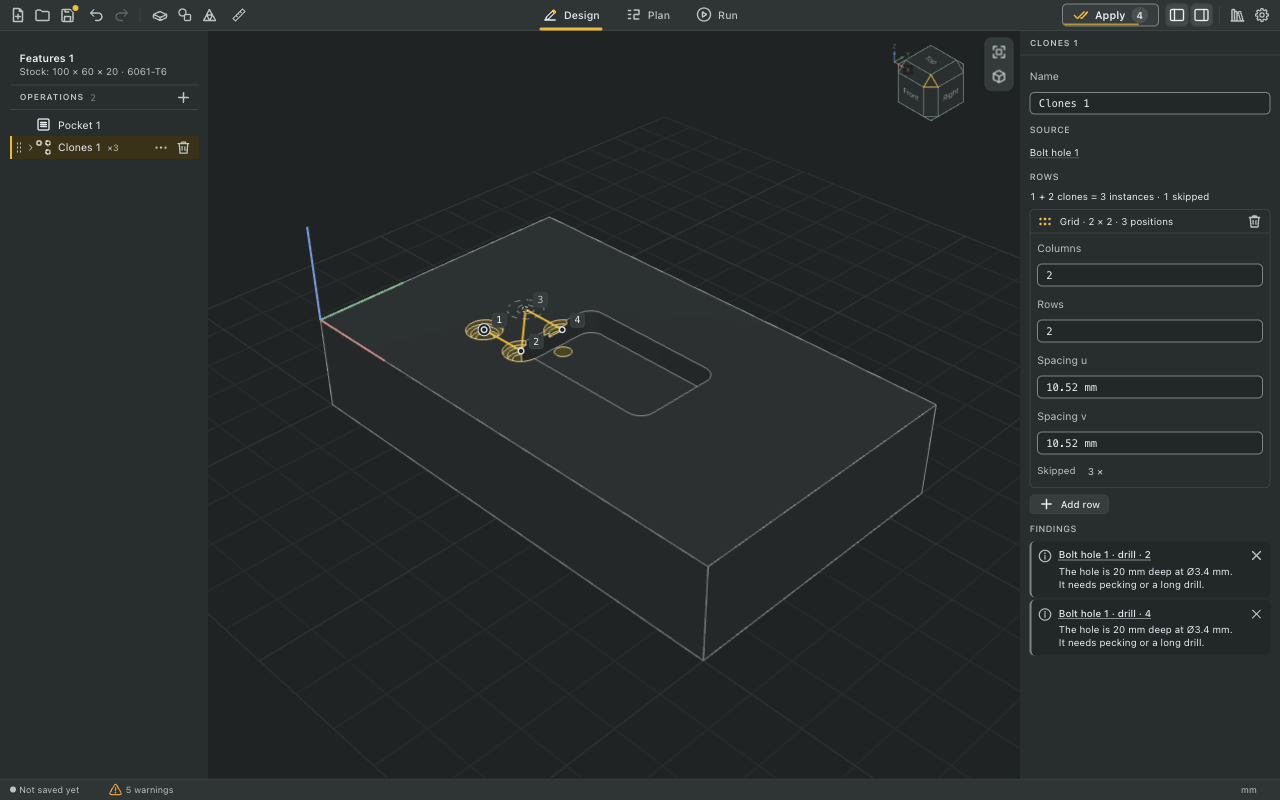 Design
Plan
Run
Apply 4
Features 1
Stock: 100 × 60 × 20 · 6061-T6
OPERATIONS 2
Pocket 1
Clones 1 ×3
Z
Top
Front
Right
1
2
3
4
CLONES 1
Name
Clones 1
SOURCE
Bolt hole 1
ROWS
1 + 2 clones = 3 instances · 1 skipped
Grid · 2 × 2 · 3 positions
Columns
2
Rows
2
Spacing u
10.52 mm
Spacing v
10.52 mm
Skipped 3 ×
Add row
FINDINGS
Bolt hole 1 · drill · 2
The hole is 20 mm deep at Ø3.4 mm.
It needs pecking or a long drill.
Bolt hole 1 · drill · 4
The hole is 20 mm deep at Ø3.4 mm.
It needs pecking or a long drill.
Not saved yet
5 warnings
mm